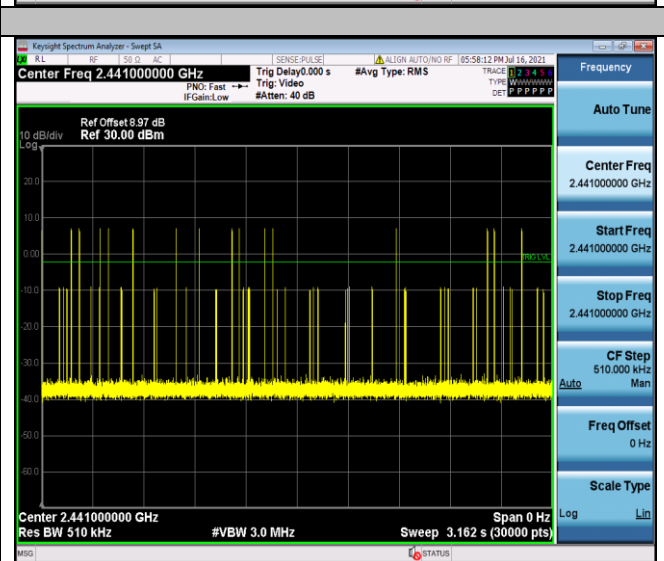 Keysight Spectrum Analyzer - Swept SA
RL RF 50 Ω AC SENSE:PULSE ALIGN AUTO/NO RF 05:58:12 PM Jul 16, 2021
Center Freq 2.441000000 GHz
PNO: Fast
IFGain:Low
Trig Delay0.000 s
Trig: Video
#Atten: 40 dB
#Avg Type: RMS
TRACE 1 2 3 4 5 6
TYPE WWWWWW
DET P P P P P P
Ref Offset 8.97 dB
10 dB/div Ref 30.00 dBm
Log
20.0
10.0
0.00
TRIG LVL
-10.0
-20.0
-30.0
-40.0
-50.0
-60.0
Center 2.441000000 GHz Span 0 Hz
Res BW 510 kHz #VBW 3.0 MHz Sweep 3.162 s (30000 pts)
MSG STATUS
Frequency
Auto Tune
Center Freq
2.441000000 GHz
Start Freq
2.441000000 GHz
Stop Freq
2.441000000 GHz
CF Step
510.000 kHz
Auto Man
Freq Offset
0 Hz
Scale Type
Log Lin